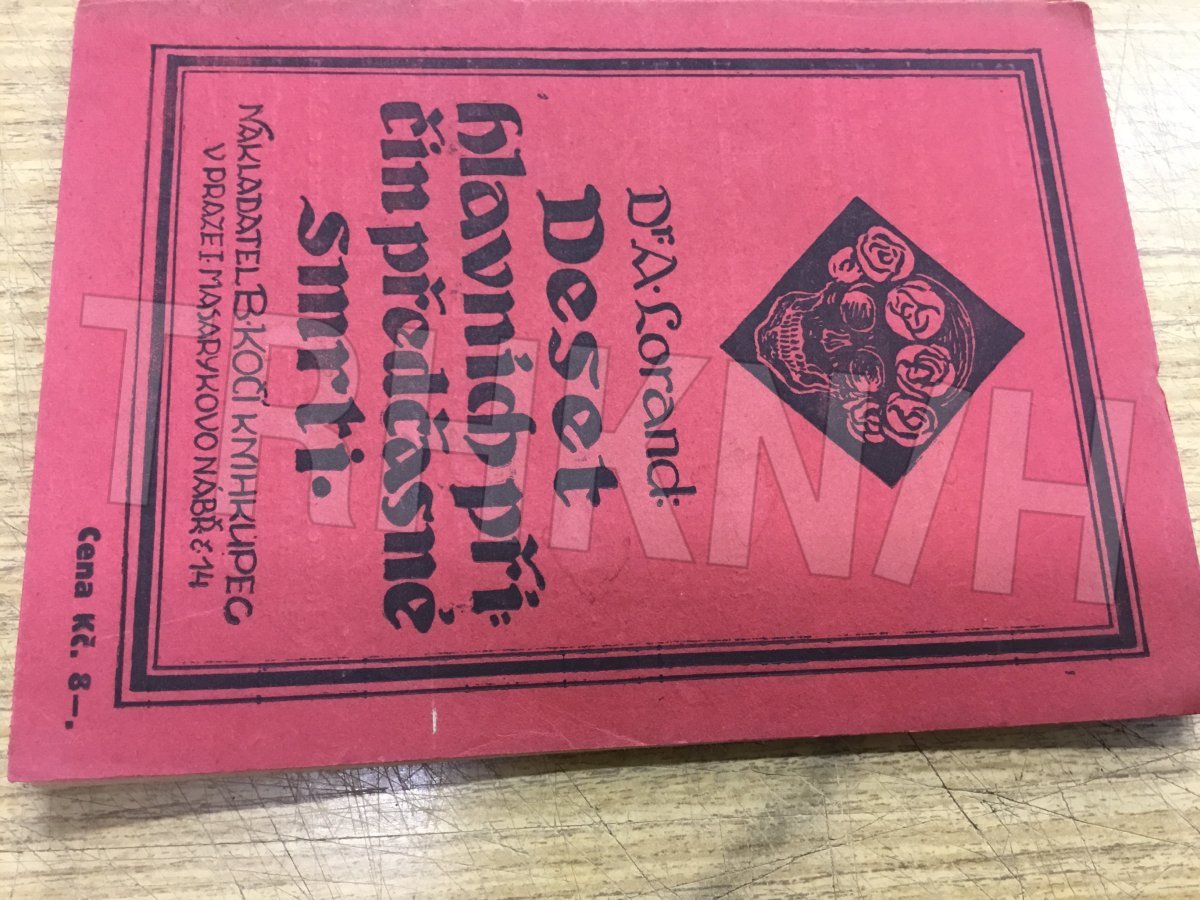 Dr. A. Lorand:
Deset
hlavních pří=
čin předčasné
smrti.
NAKLADATEL B. KOČÍ KNIHKUPEC
V PRAZE I. MASARYKOVO NÁBŘ. č. 14
Cena Kč. 8–.
TRHKNIH